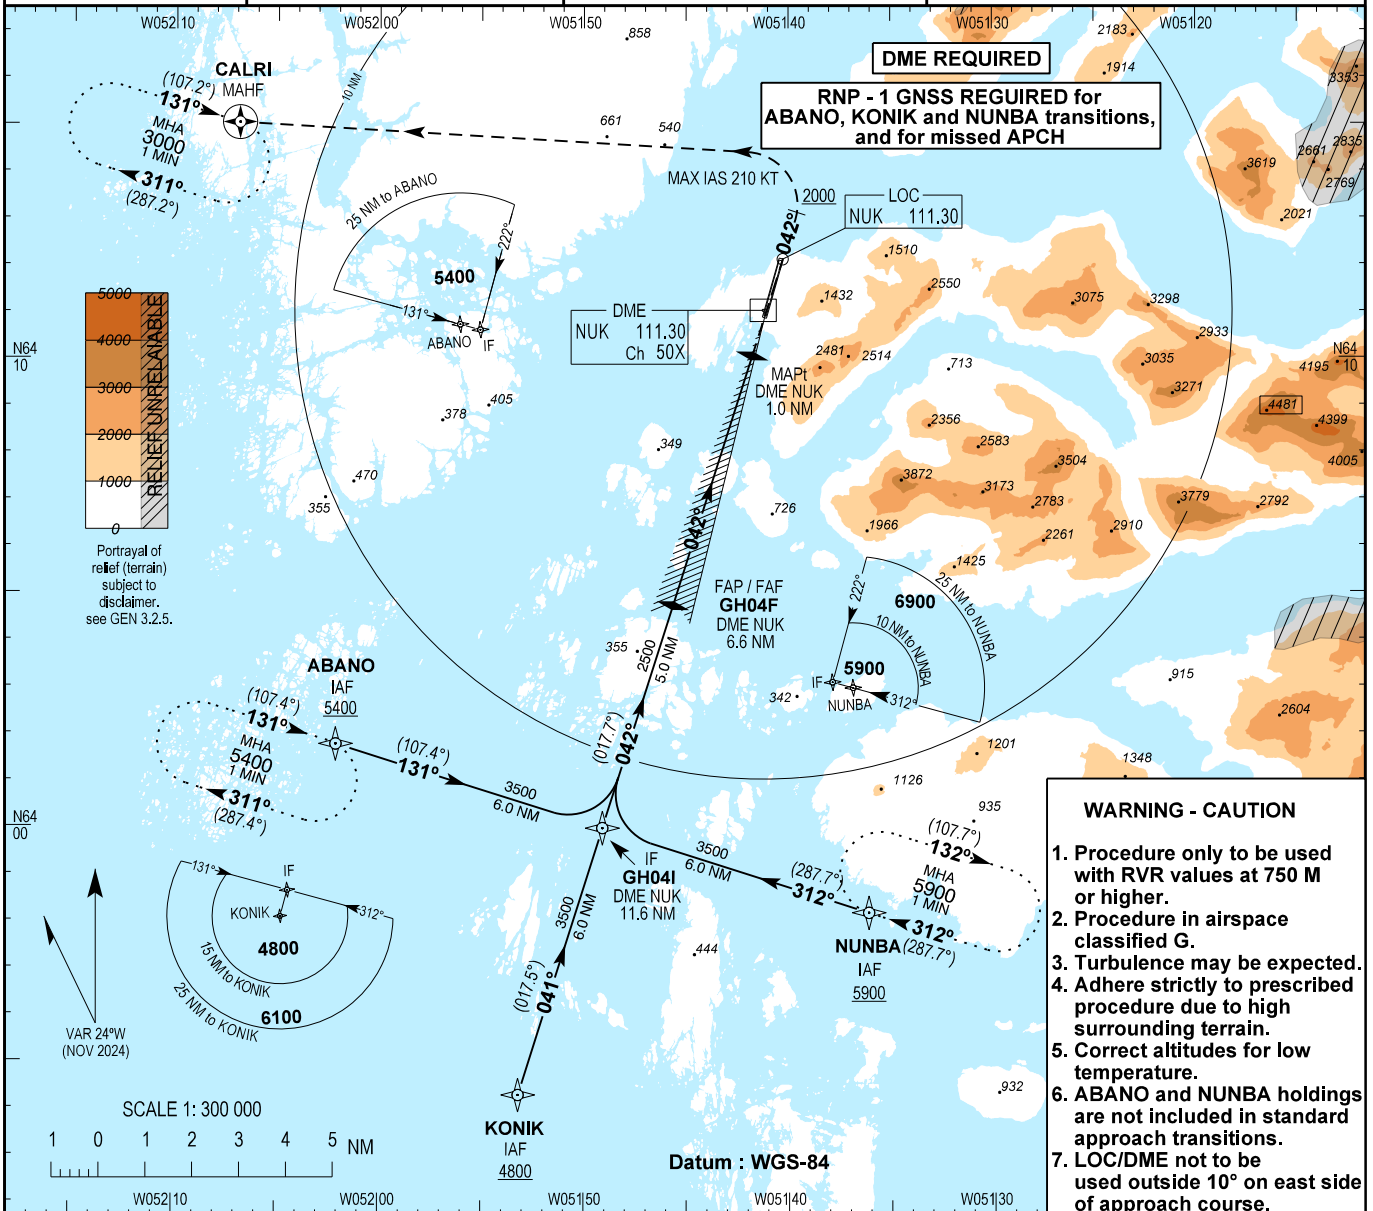 W052 10
W052 00
W051 50
W051 40
W051 30
W051 20
858
2183
1914
3353
DME REQUIRED
RNP - 1 GNSS REGUIRED for
ABANO, KONIK and NUNBA transitions,
and for missed APCH
CALRI
MAHF
(107.2°)
131°
MHA
3000
1 MIN
311°
(287.2°)
10 NM
661
540
MAX IAS 210 KT
2000
042°
LOC
NUK 111.30
3619
2661
2835
2769
2021
25 NM to ABANO
222°
5400
131°
ABANO
IF
DME
NUK 111.30
Ch 50X
1510
1432
2550
2481
2514
3075
3298
2933
3035
3271
713
N64
10
N64
10
4195
4481
4399
4005
5000
4000
3000
2000
1000
0
RELIEF UNRELAIABLE
Portrayal of
relief (terrain)
subject to
disclaimer.
see GEN 3.2.5.
MAPt
DME NUK
1.0 NM
405
378
349
470
355
726
2356
2583
3504
3872
3173
2783
1966
2261
2910
3779
2792
1425
042°
FAP / FAF
GH04F
DME NUK
6.6 NM
222°
6900
25 NM to NUNBA
10 NM to NUNBA
5900
IF
NUNBA
312°
355
2500
5.0 NM
342
915
2604
1201
1348
1126
935
ABANO
IAF
5400
(107.4°)
131°
MHA
5400
1 MIN
311°
(287.4°)
(107.4°)
131°
3500
6.0 NM
(017.7°)
042°
IF
GH04I
DME NUK
11.6 NM
3500
6.0 NM
(287.7°)
312°
(107.7°)
132°
MHA
5900
1 MIN
312°
(287.7°)
NUNBA
IAF
5900
N64
00
131°
IF
KONIK
312°
4800
15 NM to KONIK
25 NM to KONIK
6100
3500
6.0 NM
(017.5°)
041°
444
932
VAR 24°W
(NOV 2024)
SCALE 1: 300 000
1 0 1 2 3 4 5 NM
KONIK
IAF
4800
Datum : WGS-84
WARNING - CAUTION
1. Procedure only to be used
with RVR values at 750 M
or higher.
2. Procedure in airspace
classified G.
3. Turbulence may be expected.
4. Adhere strictly to prescribed
procedure due to high
surrounding terrain.
5. Correct altitudes for low
temperature.
6. ABANO and NUNBA holdings
are not included in standard
approach transitions.
7. LOC/DME not to be
used outside 10° on east side
of approach course.
W052 10
W052 00
W051 50
W051 40
W051 30